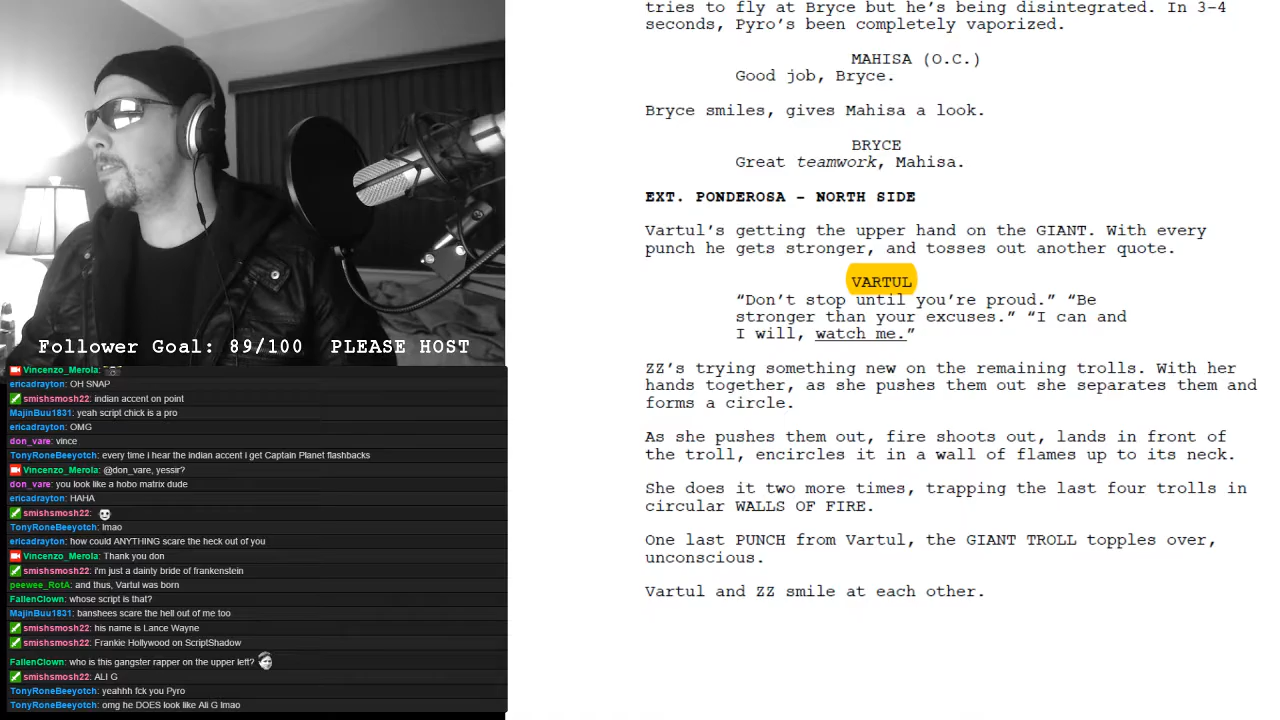 tries to fly at Bryce but he's being disintegrated. In 3-4
seconds, Pyro's been completely vaporized.
MAHISA (O.C.)
Good job, Bryce.
Bryce smiles, gives Mahisa a look.
BRYCE
Great teamwork, Mahisa.
EXT. PONDEROSA - NORTH SIDE
Vartul's getting the upper hand on the GIANT. With every
punch he gets stronger, and tosses out another quote.
VARTUL
“Don't stop until you're proud.” “Be
stronger than your excuses.” “I can and
I will, watch me.”
ZZ's trying something new on the remaining trolls. With her
hands together, as she pushes them out she separates them and
forms a circle.
As she pushes them out, fire shoots out, lands in front of
the troll, encircles it in a wall of flames up to its neck.
She does it two more times, trapping the last four trolls in
circular WALLS OF FIRE.
One last PUNCH from Vartul, the GIANT TROLL topples over,
unconscious.
Vartul and ZZ smile at each other.
Follower Goal: 89/100 PLEASE HOST
Vincenzo_Merola:
ericadrayton: OH SNAP
smishsmosh22: indian accent on point
MajinBuu1831: yeah script chick is a pro
ericadrayton: OMG
don_vare: vince
TonyRoneBeeyotch: every time i hear the indian accent i get Captain Planet flashbacks
Vincenzo_Merola: @don_vare, yessir?
don_vare: you look like a hobo matrix dude
ericadrayton: HAHA
smishsmosh22:
TonyRoneBeeyotch: lmao
ericadrayton: how could ANYTHING scare the heck out of you
Vincenzo_Merola: Thank you don
smishsmosh22: i'm just a dainty bride of frankenstein
peewee_RotA: and thus, Vartul was born
FallenClown: whose script is that?
MajinBuu1831: banshees scare the hell out of me too
smishsmosh22: his name is Lance Wayne
smishsmosh22: Frankie Hollywood on ScriptShadow
FallenClown: who is this gangster rapper on the upper left?
smishsmosh22: ALI G
TonyRoneBeeyotch: yeahhh fck you Pyro
TonyRoneBeeyotch: omg he DOES look like Ali G lmao